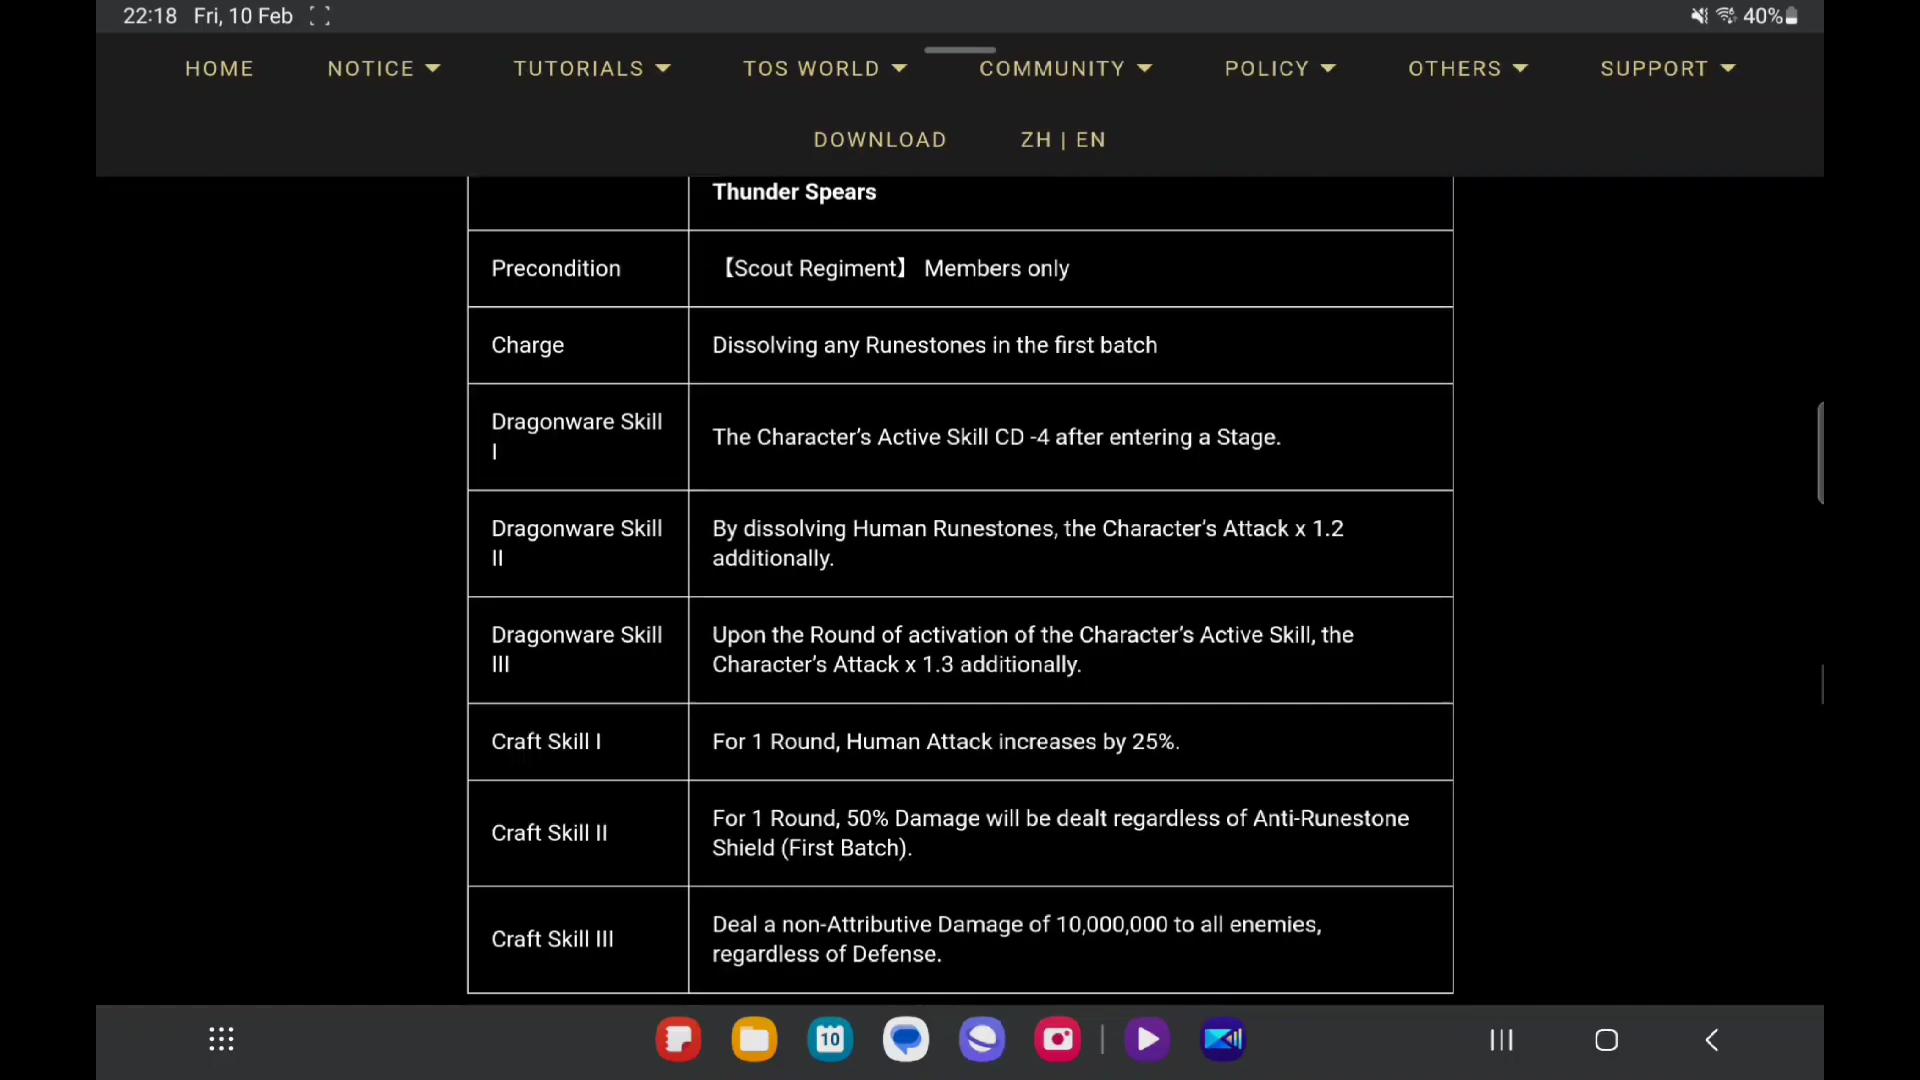 22:18 Fri, 10 Feb
40%
HOME NOTICE TUTORIALS TOS WORLD COMMUNITY POLICY OTHERS SUPPORT
DOWNLOAD ZH | EN
Thunder Spears
Precondition 【Scout Regiment】 Members only
Charge Dissolving any Runestones in the first batch
Dragonware Skill
I
The Character’s Active Skill CD -4 after entering a Stage.
Dragonware Skill
II
By dissolving Human Runestones, the Character’s Attack x 1.2
additionally.
Dragonware Skill
III
Upon the Round of activation of the Character’s Active Skill, the
Character’s Attack x 1.3 additionally.
Craft Skill I For 1 Round, Human Attack increases by 25%.
Craft Skill II
For 1 Round, 50% Damage will be dealt regardless of Anti-Runestone
Shield (First Batch).
Craft Skill III
Deal a non-Attributive Damage of 10,000,000 to all enemies,
regardless of Defense.
10